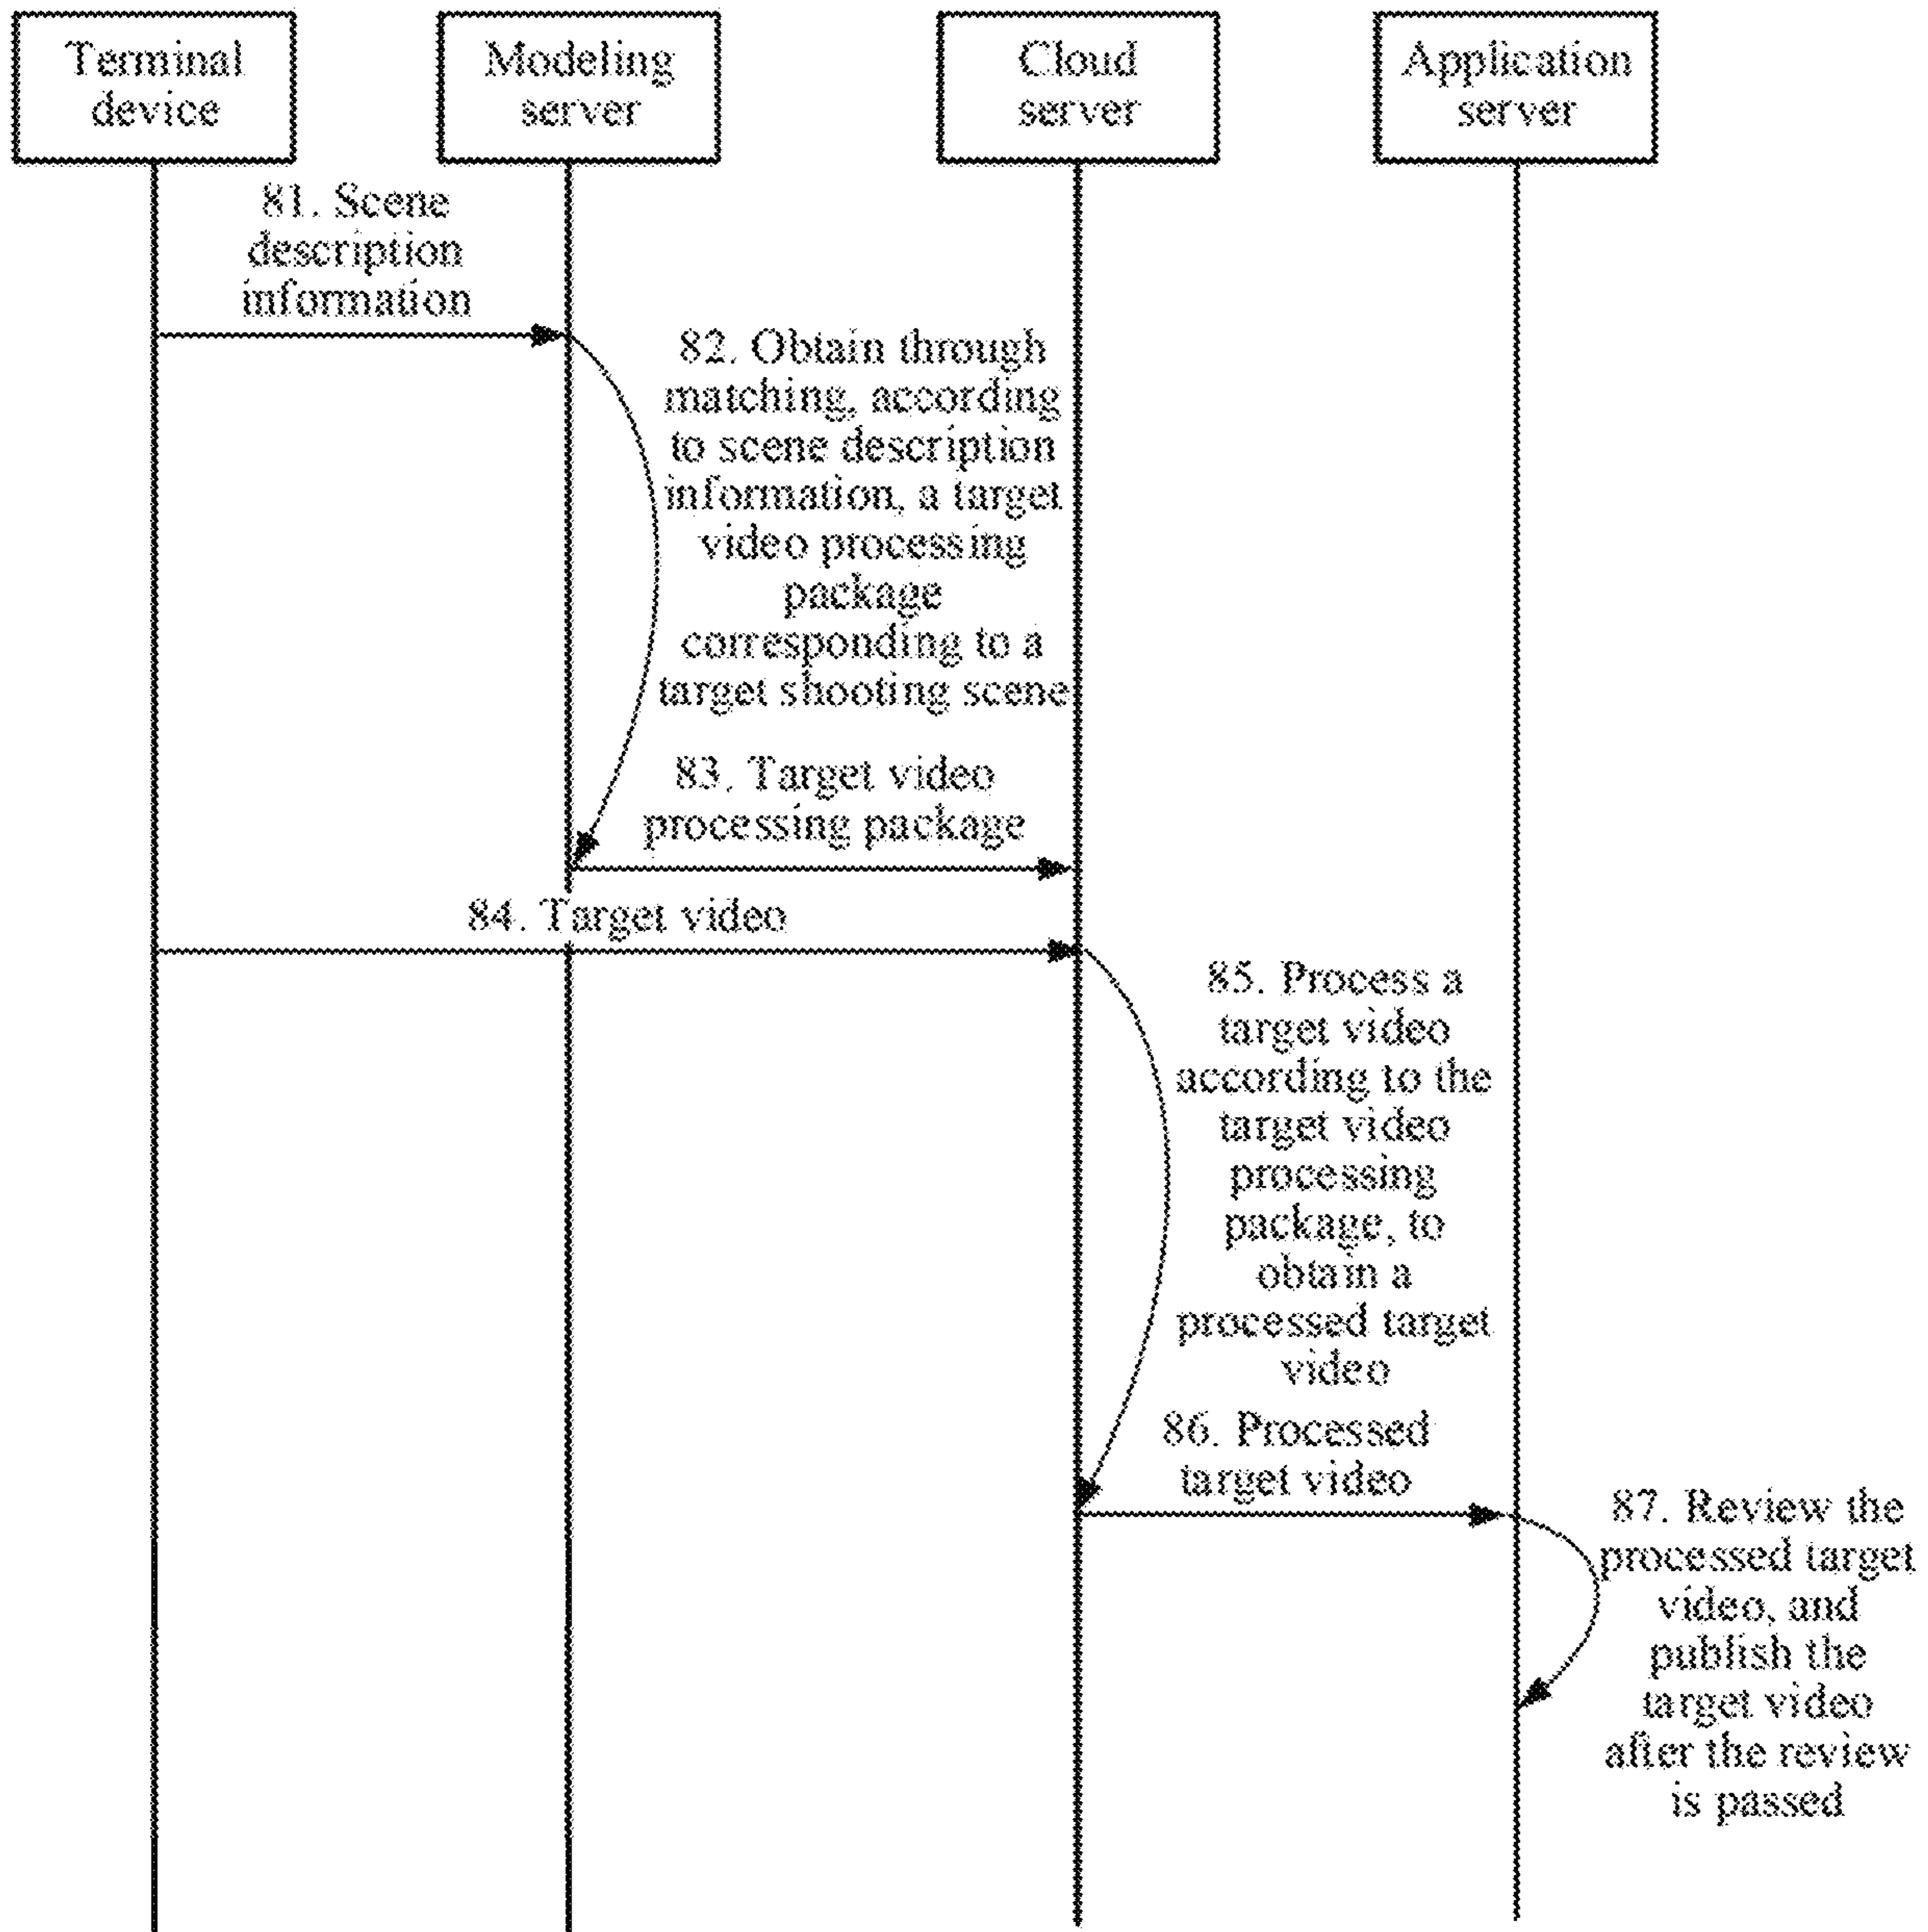 Terminal
device
Modeling
server
Cloud
server
Application
server
81. Scene
description
information
82. Obtain through
matching, according
to scene description
information, a target
video processing
package
corresponding to a
target shooting scene
83. Target video
processing package
84. Target video
85. Process a
target video
according to the
target video
processing
package, to
obtain a
processed target
video
86. Processed
target video
87. Review the
processed target
video, and
publish the
target video
after the review
is passed